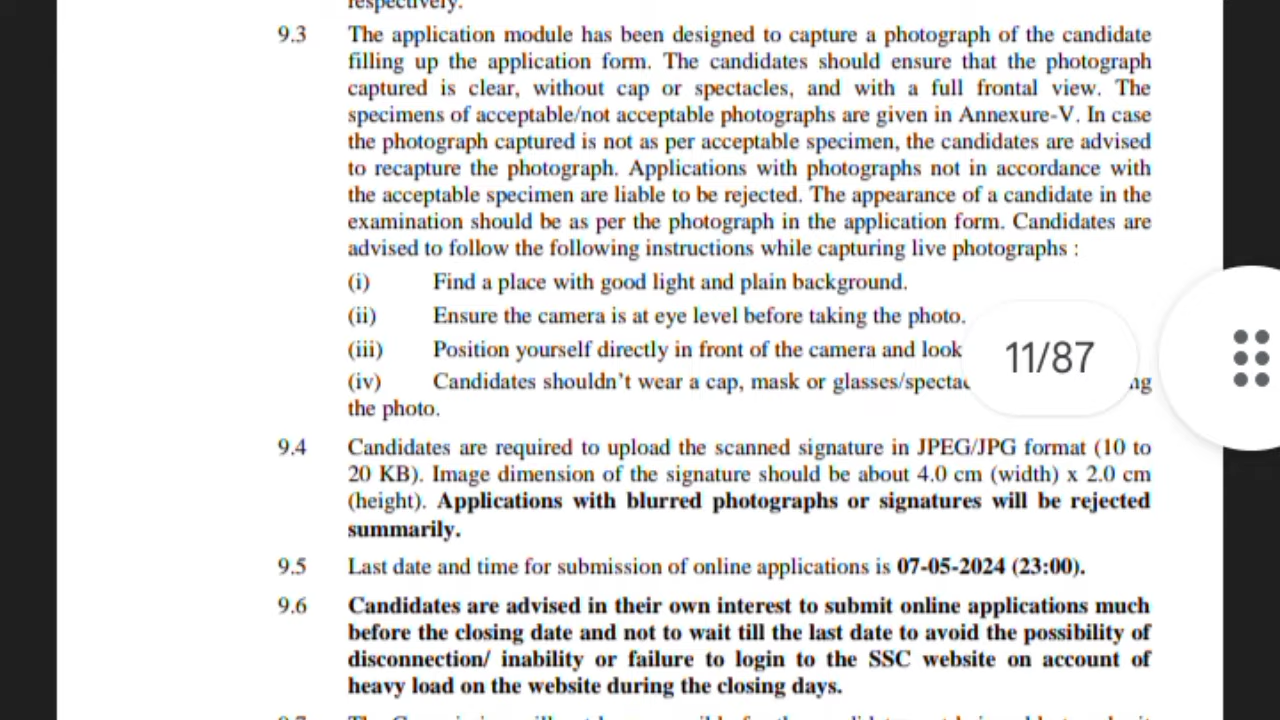 respectively.
9.3 The application module has been designed to capture a photograph of the candidate
filling up the application form. The candidates should ensure that the photograph
captured is clear, without cap or spectacles, and with a full frontal view. The
specimens of acceptable/not acceptable photographs are given in Annexure-V. In case
the photograph captured is not as per acceptable specimen, the candidates are advised
to recapture the photograph. Applications with photographs not in accordance with
the acceptable specimen are liable to be rejected. The appearance of a candidate in the
examination should be as per the photograph in the application form. Candidates are
advised to follow the following instructions while capturing live photographs :
(i) Find a place with good light and plain background.
(ii) Ensure the camera is at eye level before taking the photo.
(iii) Position yourself directly in front of the camera and look
11/87
(iv) Candidates shouldn't wear a cap, mask or glasses/
the photo.
9.4 Candidates are required to upload the scanned signature in JPEG/JPG format (10 to
20 KB). Image dimension of the signature should be about 4.0 cm (width) x 2.0 cm
(height). Applications with blurred photographs or signatures will be rejected
summarily.
9.5 Last date and time for submission of online applications is 07-05-2024 (23:00).
9.6 Candidates are advised in their own interest to submit online applications much
before the closing date and not to wait till the last date to avoid the possibility of
disconnection/ inability or failure to login to the SSC website on account of
heavy load on the website during the closing days.